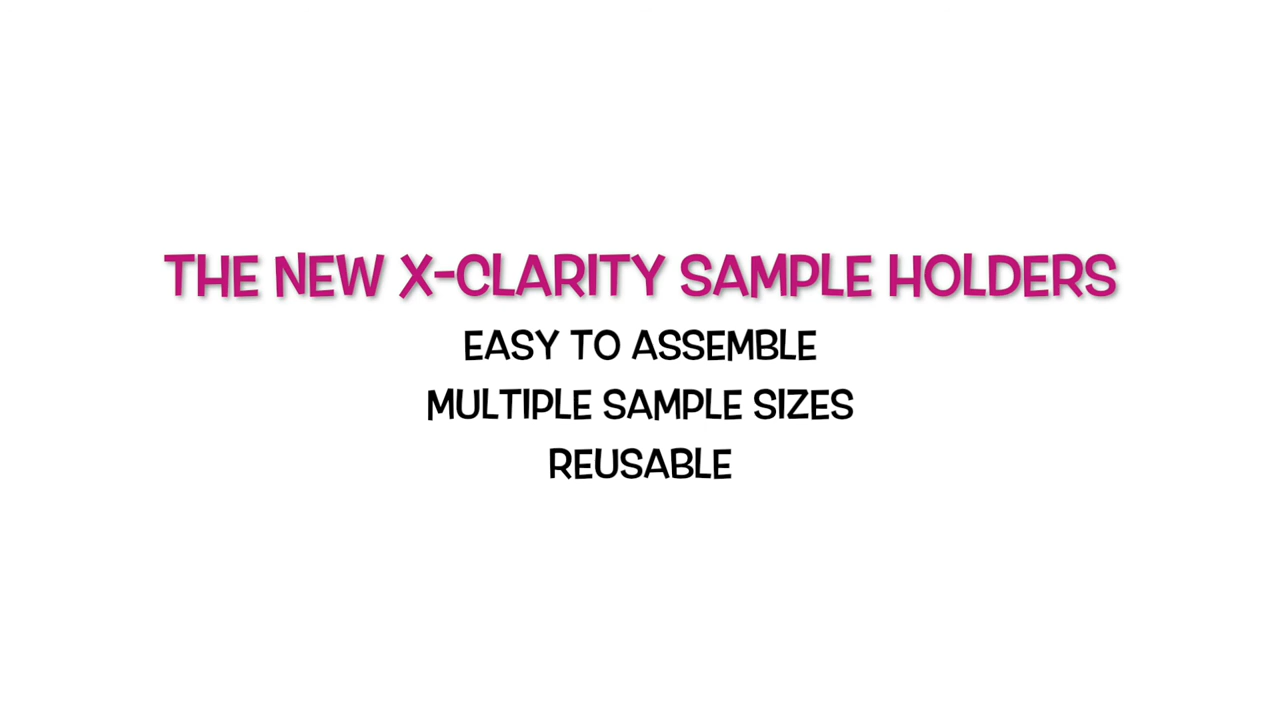 THE NEW X-CLARITY SAMPLE HOLDERS
EASY TO ASSEMBLE
MULTIPLE SAMPLE SIZES
REUSABLE